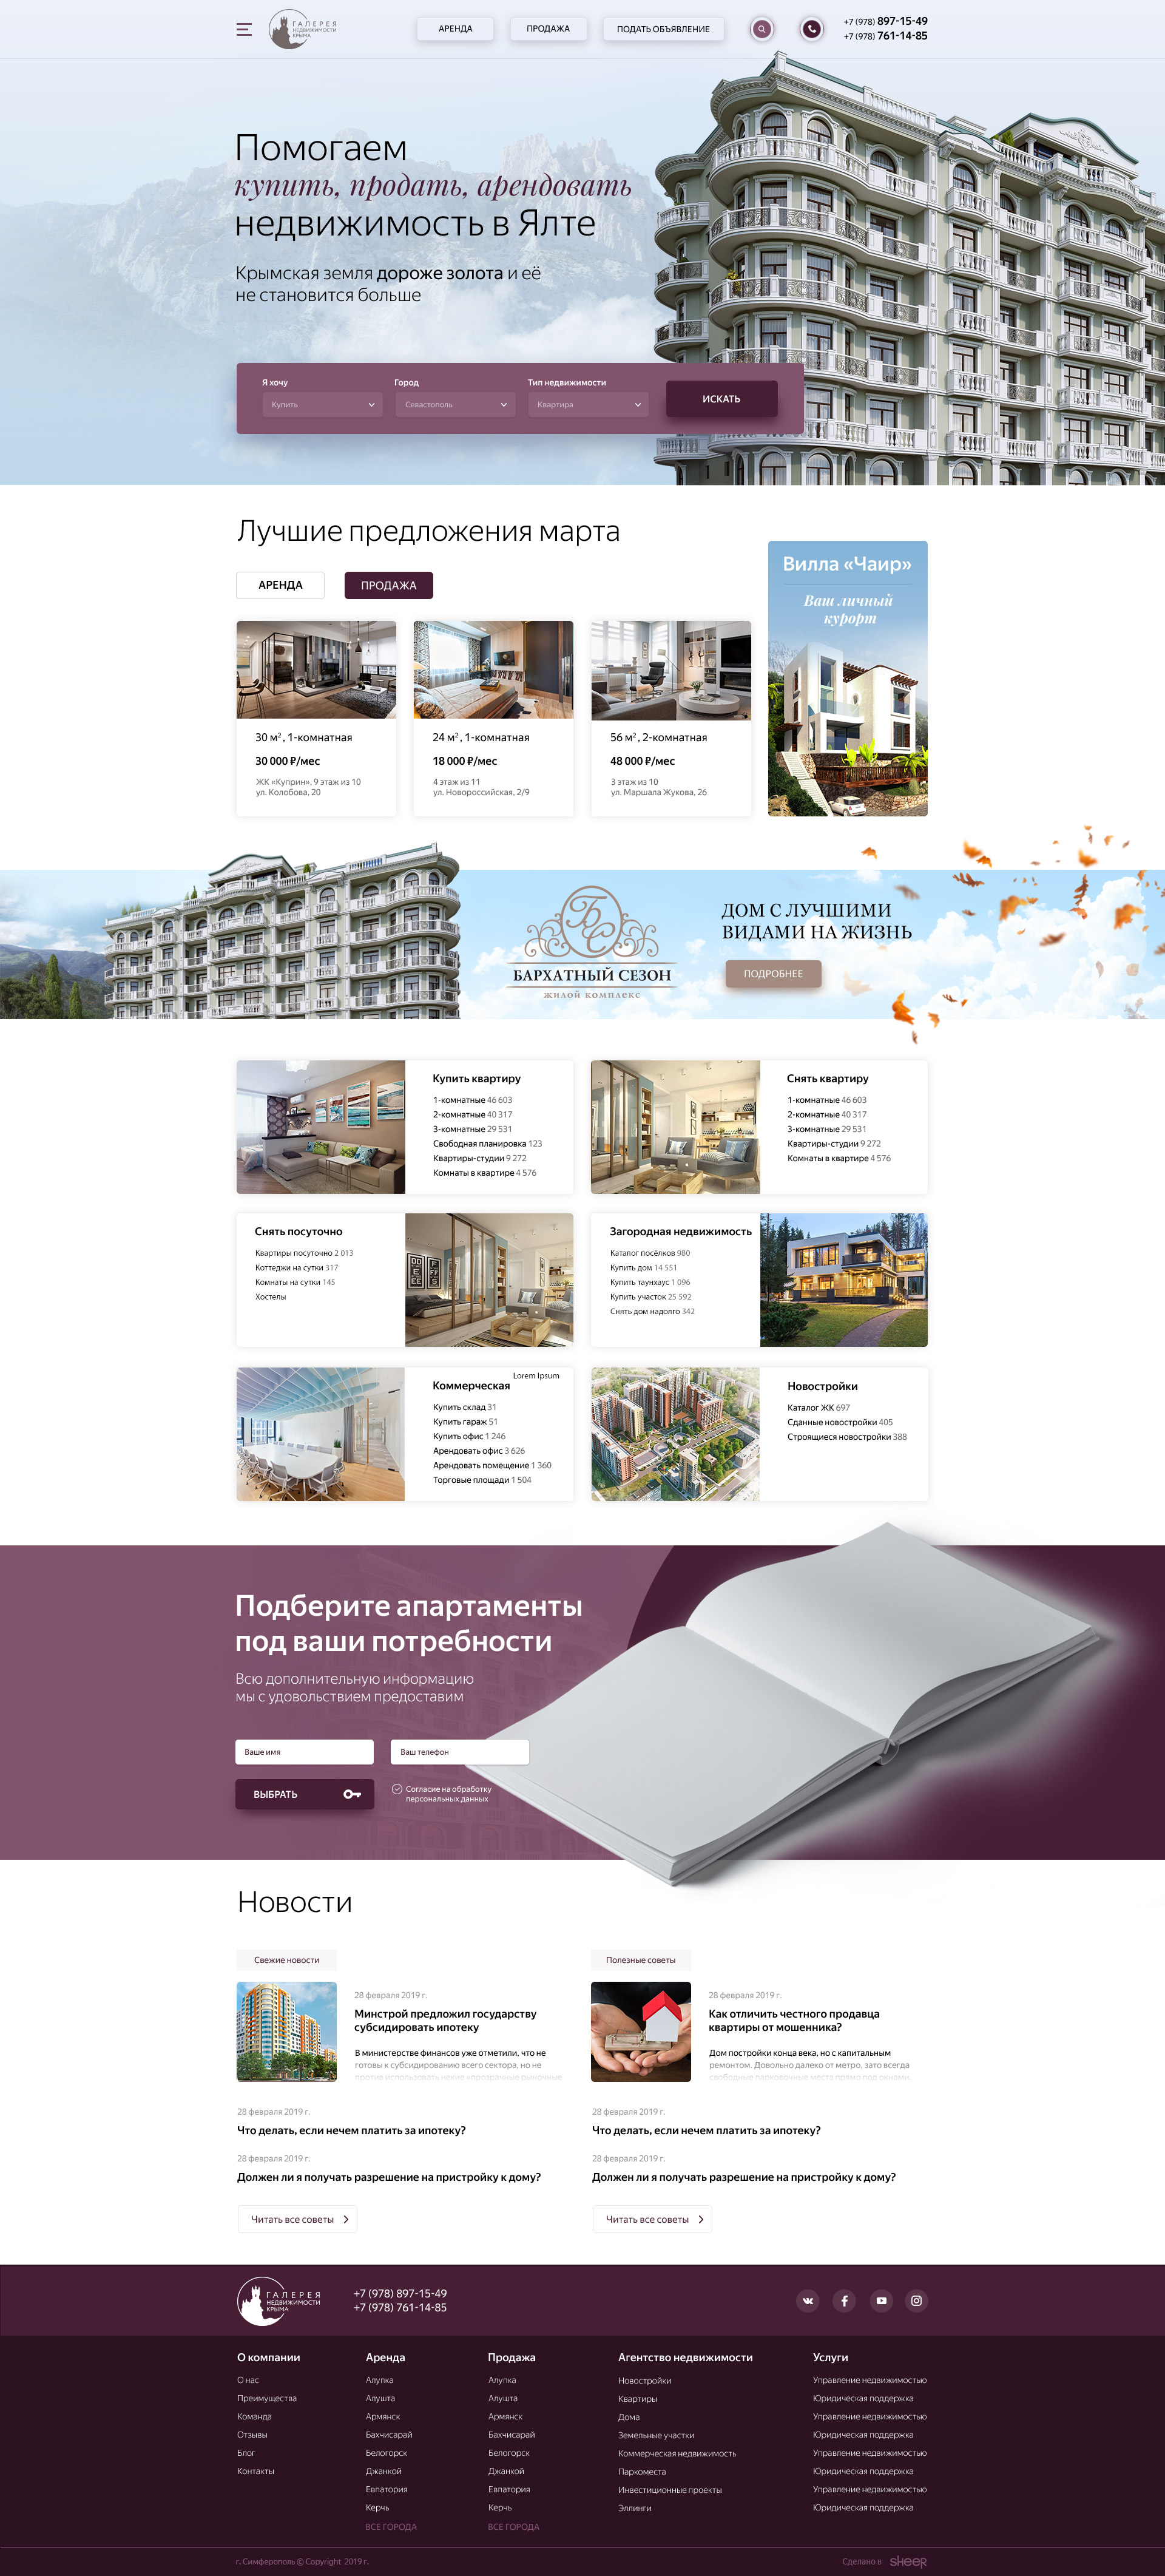 ГАЛЕРЕЯ
НЕДВИЖИМОСТИ
КРЫМА
АРЕНДА
ПРОДАЖА
ПОДАТЬ ОБЪЯВЛЕНИЕ
+7 (978) 897-15-49
+7 (978) 761-14-85
Помогаем
купить, продать, арендовать
недвижимость в Ялте
Крымская земля дороже золота и её
не становится больше
Я хочу
Город
Тип недвижимости
Купить
Севастополь
Квартира
ИСКАТЬ
Лучшие предложения марта
АРЕНДА
ПРОДАЖА
30 м², 1-комнатная
30 000 ₽/мес
ЖК «Куприн», 9 этаж из 10
ул. Колобова, 20
24 м², 1-комнатная
18 000 ₽/мес
4 этаж из 11
ул. Новороссийская, 2/9
56 м², 2-комнатная
48 000 ₽/мес
3 этаж из 10
ул. Маршала Жукова, 26
Вилла «Чаир»
Ваш личный
курорт
БС
БАРХАТНЫЙ СЕЗОН
жилой комплекс
ДОМ С ЛУЧШИМИ
ВИДАМИ НА ЖИЗНЬ
ПОДРОБНЕЕ
Купить квартиру
1-комнатные 46 603
2-комнатные 40 317
3-комнатные 29 531
Свободная планировка 123
Квартиры-студии 9 272
Комнаты в квартире 4 576
Снять квартиру
1-комнатные 46 603
2-комнатные 40 317
3-комнатные 29 531
Квартиры-студии 9 272
Комнаты в квартире 4 576
Снять посуточно
Квартиры посуточно 2 013
Коттеджи на сутки 317
Комнаты на сутки 145
Хостелы
Загородная недвижимость
Каталог посёлков 980
Купить дом 14 551
Купить таунхаус 1 096
Купить участок 25 592
Снять дом надолго 342
Lorem Ipsum
Коммерческая
Купить склад 31
Купить гараж 51
Купить офис 1 246
Арендовать офис 3 626
Арендовать помещение 1 360
Торговые площади 1 504
Новостройки
Каталог ЖК 697
Сданные новостройки 405
Строящиеся новостройки 388
Подберите апартаменты
под ваши потребности
Всю дополнительную информацию
мы с удовольствием предоставим
Ваше имя
Ваш телефон
ВЫБРАТЬ
Согласие на обработку
персональных данных
Новости
Свежие новости
28 февраля 2019 г.
Минстрой предложил государству
субсидировать ипотеку
В министерстве финансов уже отметили, что не
готовы к субсидированию всего сектора, но не
против использовать некие «прозрачные рыночные
28 февраля 2019 г.
Что делать, если нечем платить за ипотеку?
28 февраля 2019 г.
Должен ли я получать разрешение на пристройку к дому?
Читать все советы
Полезные советы
28 февраля 2019 г.
Как отличить честного продавца
квартиры от мошенника?
Дом постройки конца века, но с капитальным
ремонтом. Довольно далеко от метро, зато всегда
свободные парковочные места прямо под окнами.
28 февраля 2019 г.
Что делать, если нечем платить за ипотеку?
28 февраля 2019 г.
Должен ли я получать разрешение на пристройку к дому?
Читать все советы
ГАЛЕРЕЯ
НЕДВИЖИМОСТИ
КРЫМА
+7 (978) 897-15-49
+7 (978) 761-14-85
О компании
О нас
Преимущества
Команда
Отзывы
Блог
Контакты
Аренда
Алупка
Алушта
Армянск
Бахчисарай
Белогорск
Джанкой
Евпатория
Керчь
ВСЕ ГОРОДА
Продажа
Алупка
Алушта
Армянск
Бахчисарай
Белогорск
Джанкой
Евпатория
Керчь
ВСЕ ГОРОДА
Агентство недвижимости
Новостройки
Квартиры
Дома
Земельные участки
Коммерческая недвижимость
Паркоместа
Инвестиционные проекты
Эллинги
Услуги
Управление недвижимостью
Юридическая поддержка
Управление недвижимостью
Юридическая поддержка
Управление недвижимостью
Юридическая поддержка
Управление недвижимостью
Юридическая поддержка
г. Симферополь © Copyright 2019 г.
Сделано в sheep